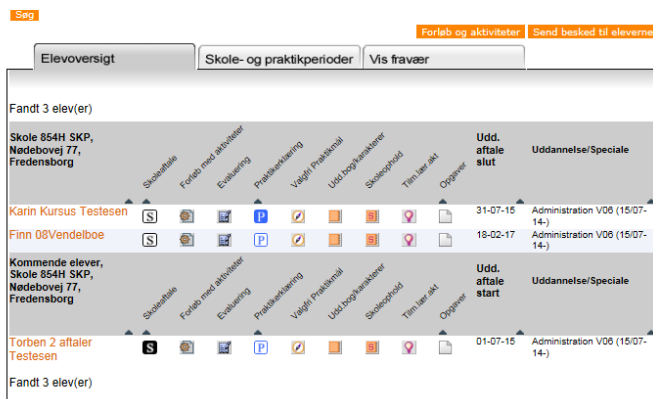 Søg
Forløb og aktiviteter Send besked til eleverne
Elevoversigt Skole- og praktikperioder Vis fravær
Fandt 3 elev(er)
Skole 854H SKP,
Nødebovej 77,
Fredensborg
Skoleaftale Forløb med aktiviteter Evaluering Praktikerklæring Valgfri Praktikmål Udd.bog/karakterer Skoleophold Tilm.lær.akt Opgaver
Udd.
aftale
slut
Uddannelse/Speciale
Karin Kursus Testesen S P S 31-07-15 Administration V06 (15/07-
14-)
Finn 08Vendelboe S P S 18-02-17 Administration V06 (15/07-
14-)
Kommende elever,
Skole 854H SKP,
Nødebovej 77,
Fredensborg
Skoleaftale Forløb med aktiviteter Evaluering Praktikerklæring Valgfri Praktikmål Udd.bog/karakterer Skoleophold Tilm.lær.akt Opgaver
Udd.
aftale
start
Uddannelse/Speciale
Torben 2 aftaler
Testesen
S P S 01-07-15 Administration V06 (15/07-
14-)
Fandt 3 elev(er)